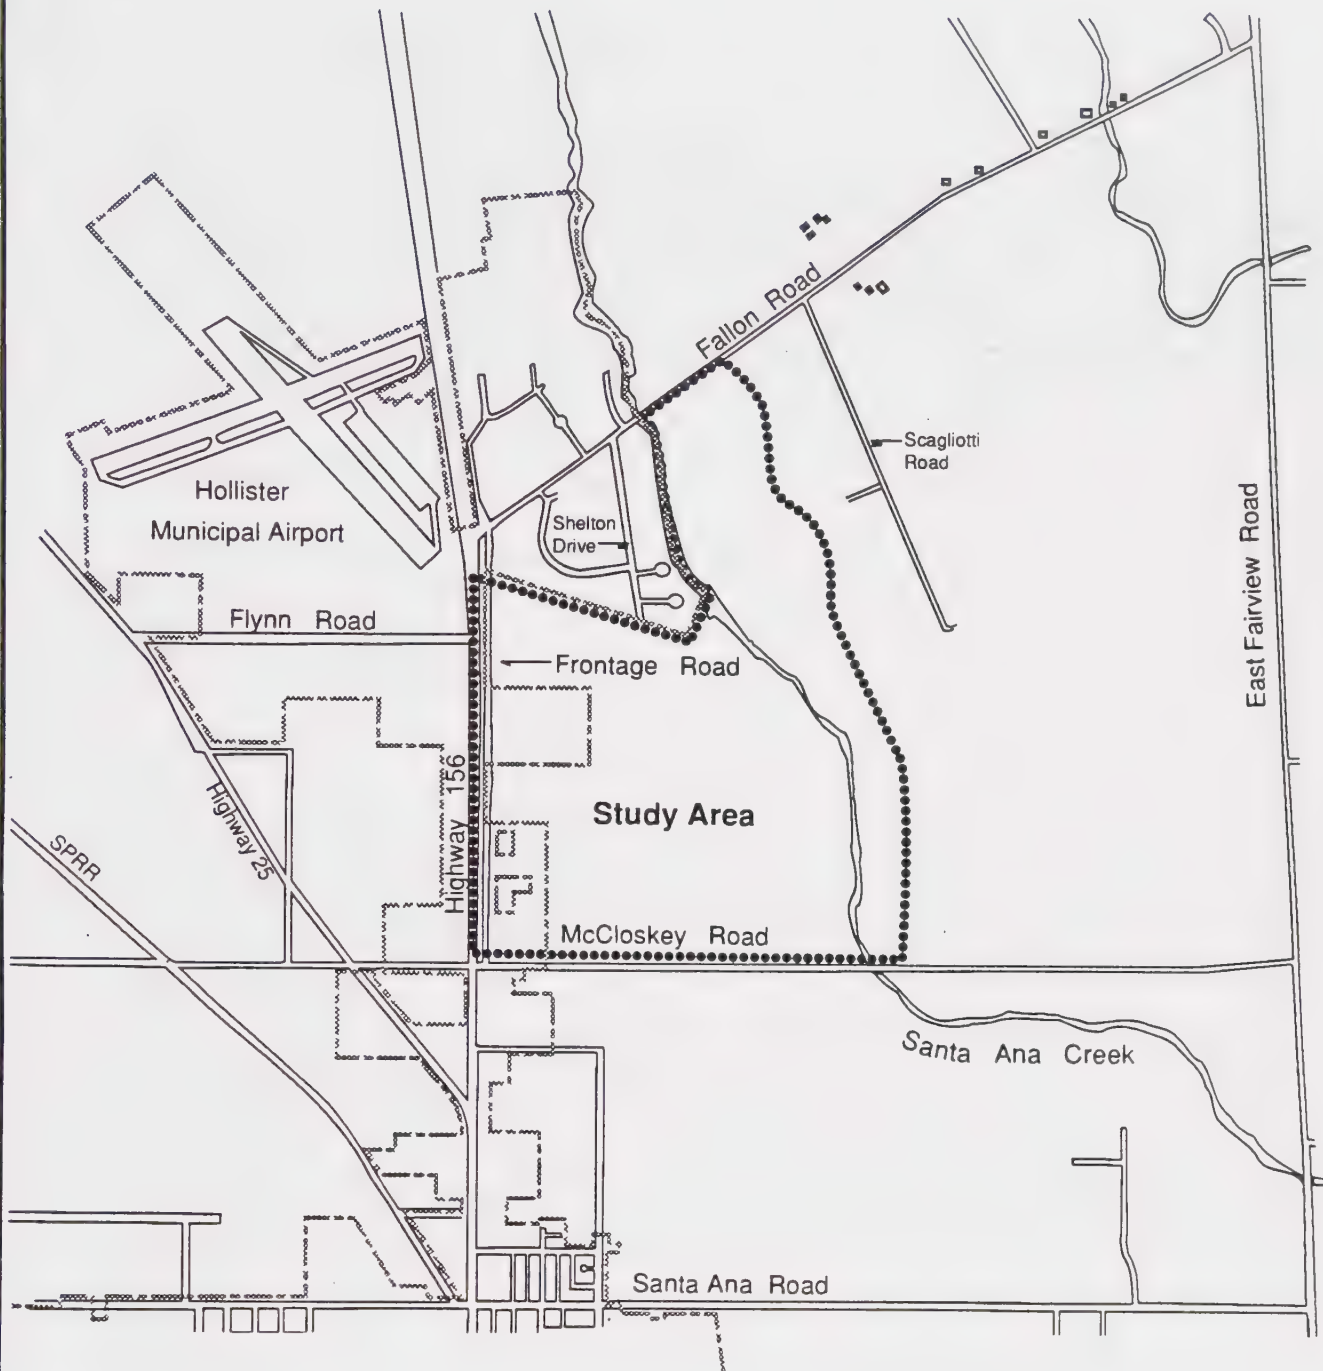 Fallon Road
Scagliotti
Road
Hollister
Municipal Airport
Shelton
Drive
East Fairview Road
Flynn Road
Frontage Road
Highway 156
Highway 25
Study Area
SPRR
McCloskey Road
Santa Ana Creek
Santa Ana Road